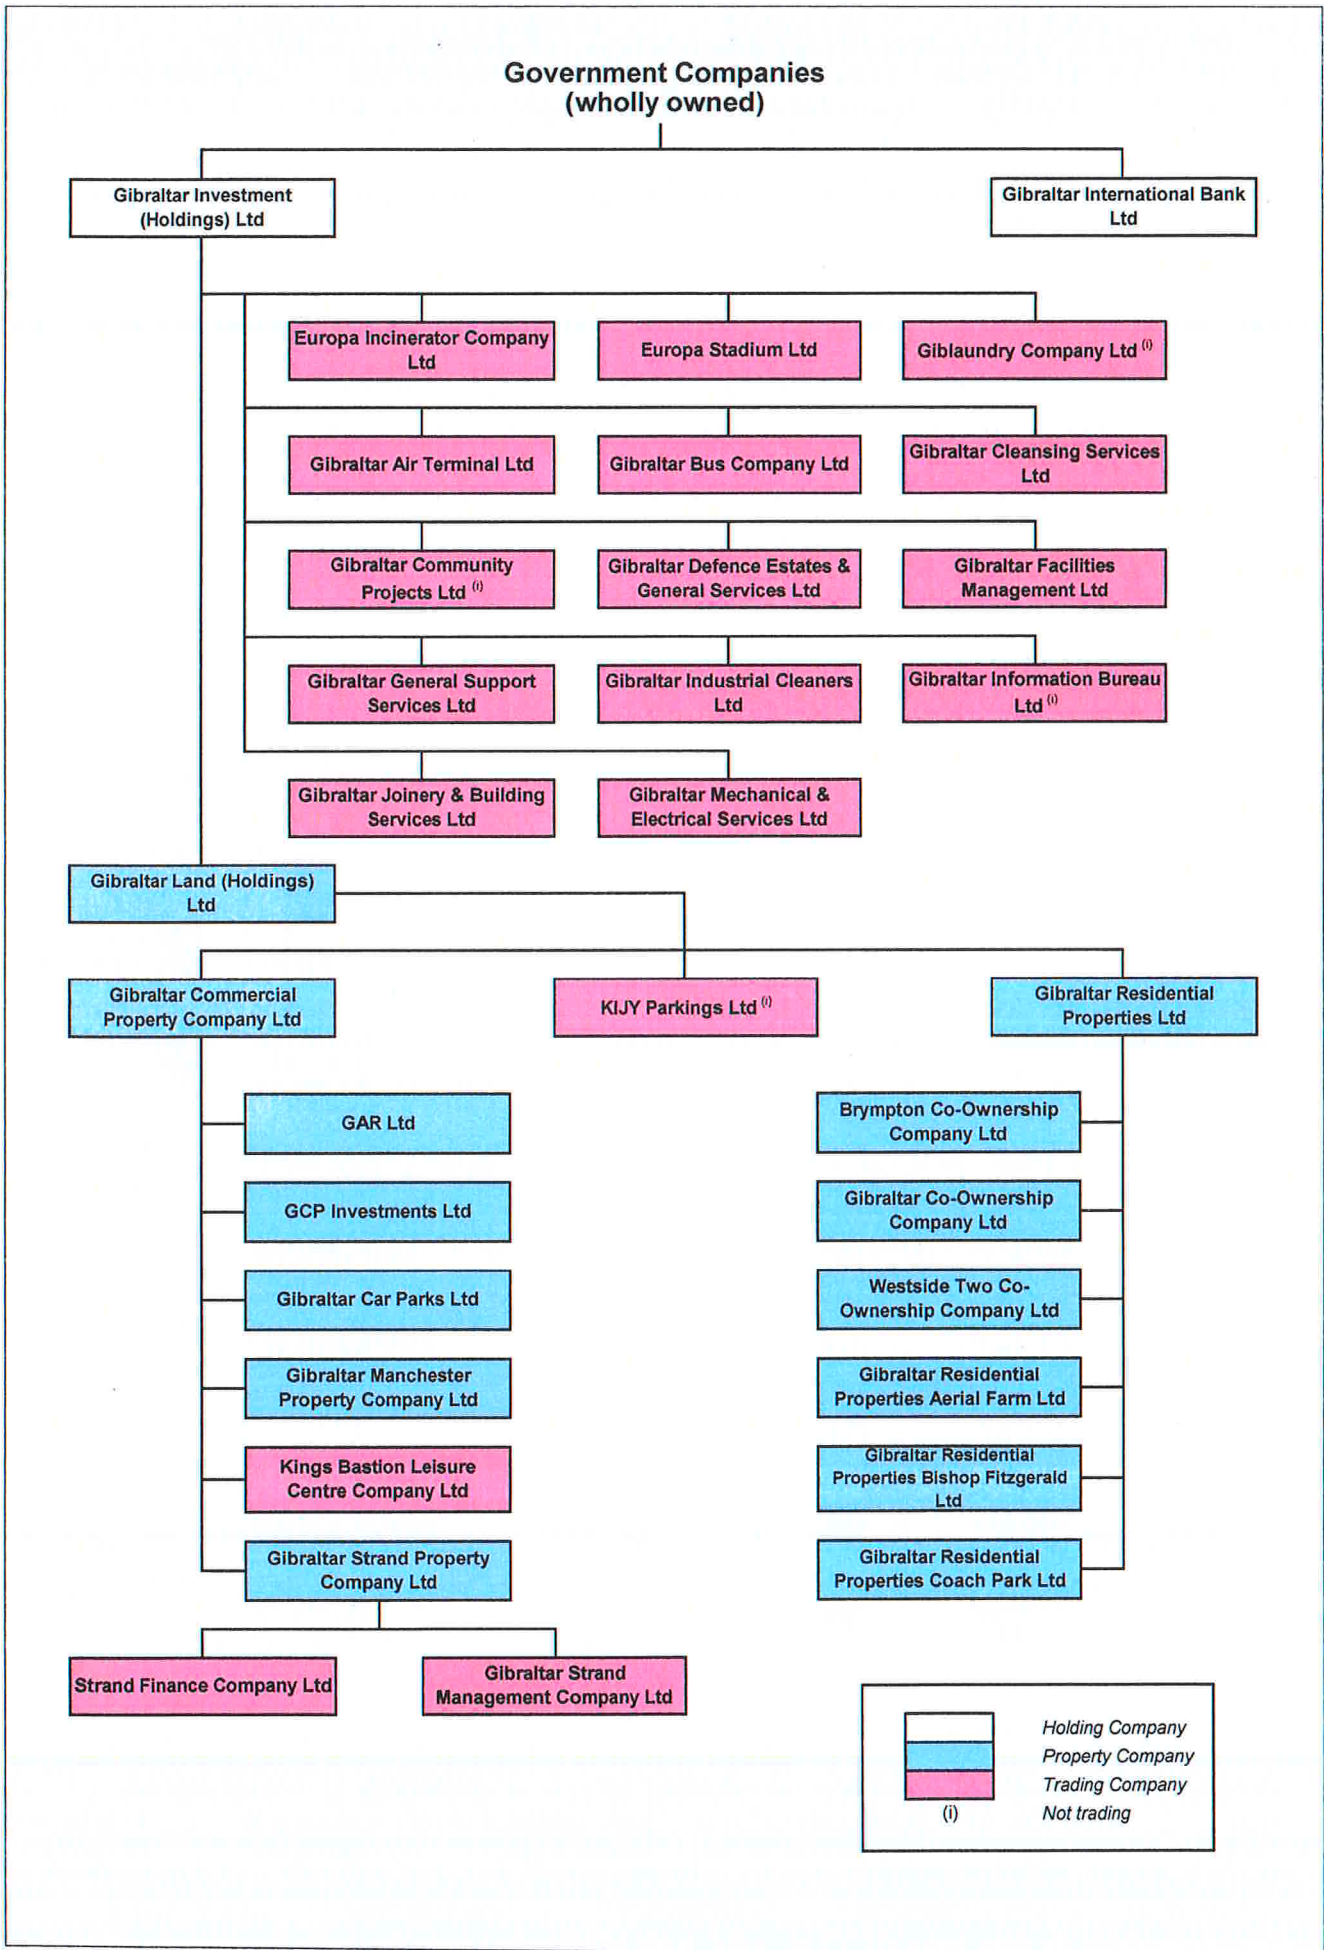 Government Companies
(wholly owned)
Gibraltar Investment
(Holdings) Ltd
Gibraltar International Bank
Ltd
Europa Incinerator Company
Ltd
Europa Stadium Ltd
Giblaundry Company Ltd (i)
Gibraltar Air Terminal Ltd
Gibraltar Bus Company Ltd
Gibraltar Cleansing Services
Ltd
Gibraltar Community
Projects Ltd (i)
Gibraltar Defence Estates &
General Services Ltd
Gibraltar Facilities
Management Ltd
Gibraltar General Support
Services Ltd
Gibraltar Industrial Cleaners
Ltd
Gibraltar Information Bureau
Ltd (i)
Gibraltar Joinery & Building
Services Ltd
Gibraltar Mechanical &
Electrical Services Ltd
Gibraltar Land (Holdings)
Ltd
Gibraltar Commercial
Property Company Ltd
KIJY Parkings Ltd (i)
Gibraltar Residential
Properties Ltd
GAR Ltd
GCP Investments Ltd
Gibraltar Car Parks Ltd
Gibraltar Manchester
Property Company Ltd
Kings Bastion Leisure
Centre Company Ltd
Gibraltar Strand Property
Company Ltd
Brympton Co-Ownership
Company Ltd
Gibraltar Co-Ownership
Company Ltd
Westside Two Co-
Ownership Company Ltd
Gibraltar Residential
Properties Aerial Farm Ltd
Gibraltar Residential
Properties Bishop Fitzgerald
Ltd
Gibraltar Residential
Properties Coach Park Ltd
Strand Finance Company Ltd
Gibraltar Strand
Management Company Ltd
Holding Company
Property Company
Trading Company
(i) Not trading